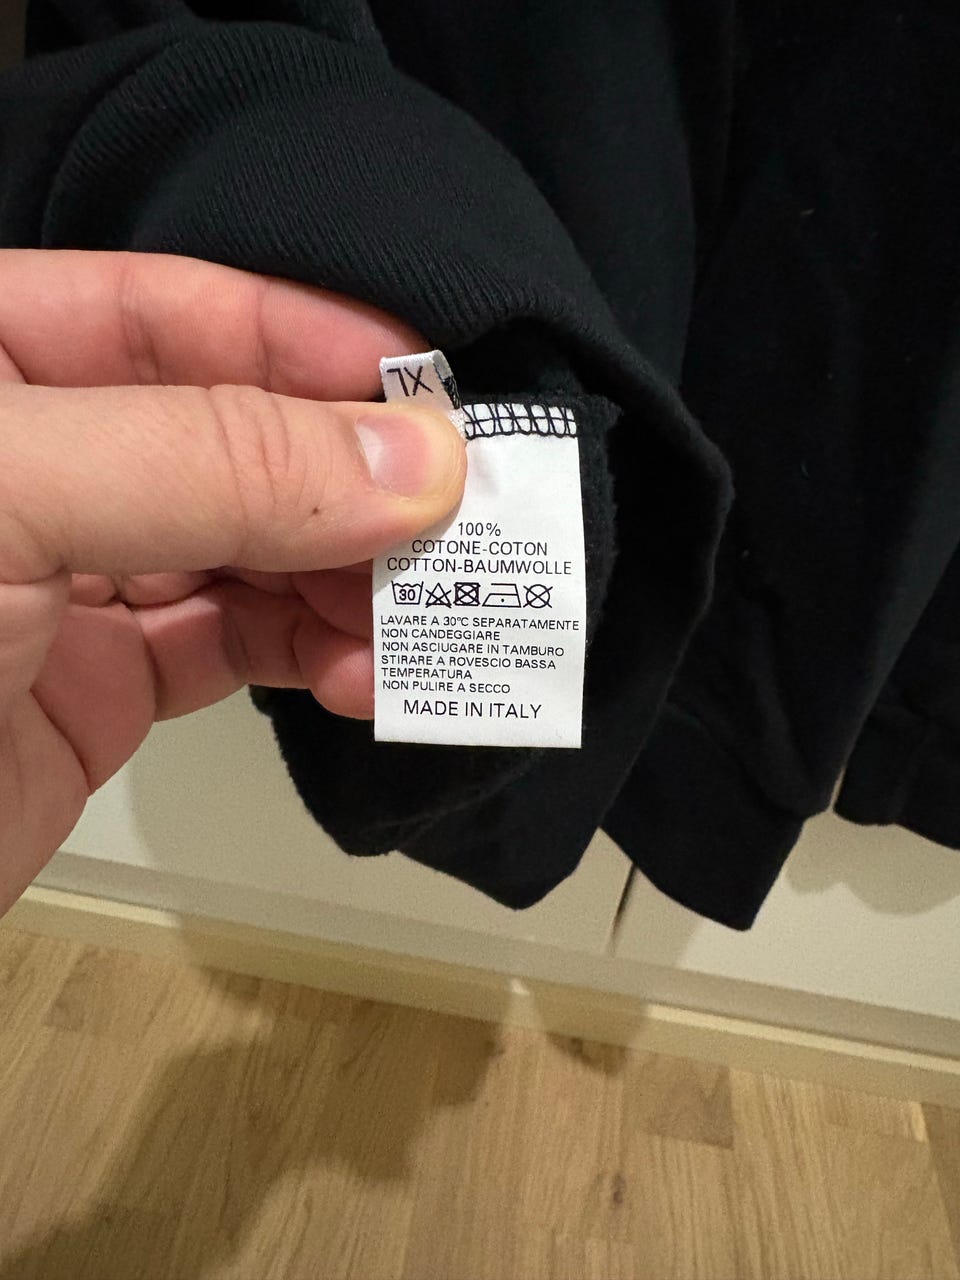 XL
100%
COTONE-COTON
COTTON-BAUMWOLLE
30
LAVARE A 30°C SEPARATAMENTE
NON CANDEGGIARE
NON ASCIUGARE IN TAMBURO
STIRARE A ROVESCIO BASSA
TEMPERATURA
NON PULIRE A SECCO
MADE IN ITALY